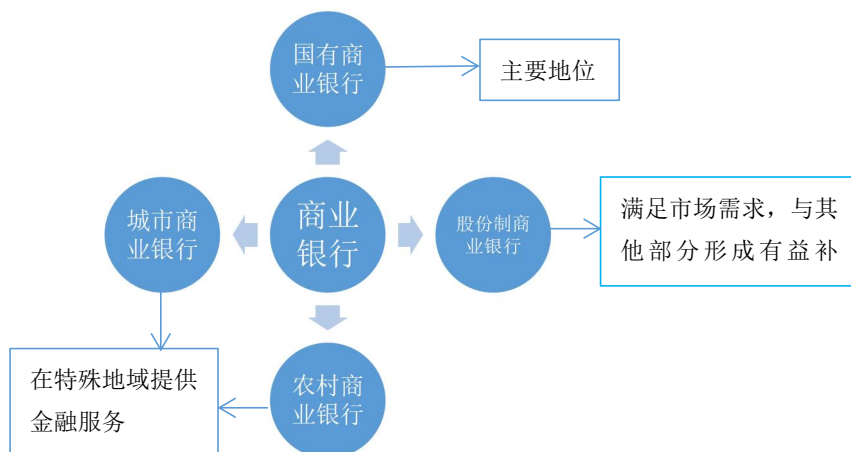 国有商
业银行
主要地位
城市商
业银行
商业
银行
股份制商
业银行
满足市场需求，与其
他部分形成有益补
在特殊地域提供
金融服务
农村商
业银行